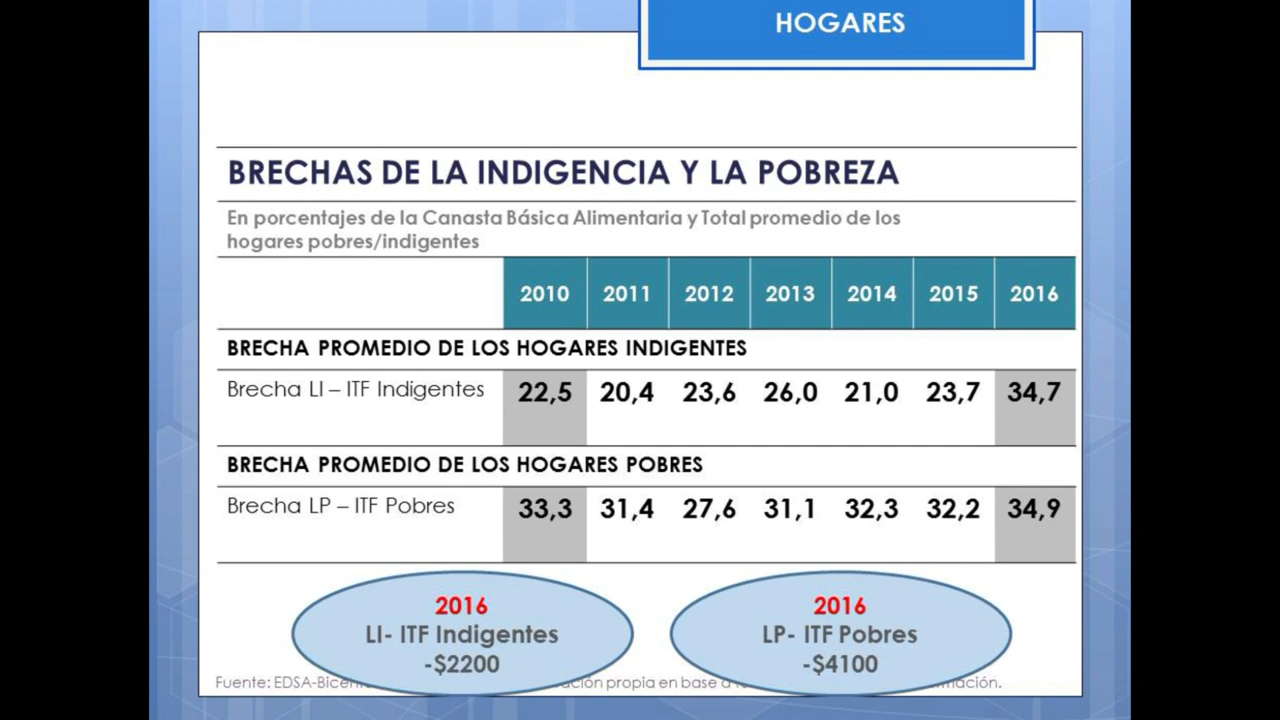 HOGARES
BRECHAS DE LA INDIGENCIA Y LA POBREZA
En porcentajes de la Canasta Básica Alimentaria y Total promedio de los
hogares pobres/indigentes
2010 2011 2012 2013 2014 2015 2016
BRECHA PROMEDIO DE LOS HOGARES INDIGENTES
Brecha LI – ITF Indigentes 22,5 20,4 23,6 26,0 21,0 23,7 34,7
BRECHA PROMEDIO DE LOS HOGARES POBRES
Brecha LP – ITF Pobres 33,3 31,4 27,6 31,1 32,3 32,2 34,9
2016
LI- ITF Indigentes
-$2200
2016
LP- ITF Pobres
-$4100
Fuente: propia en base a